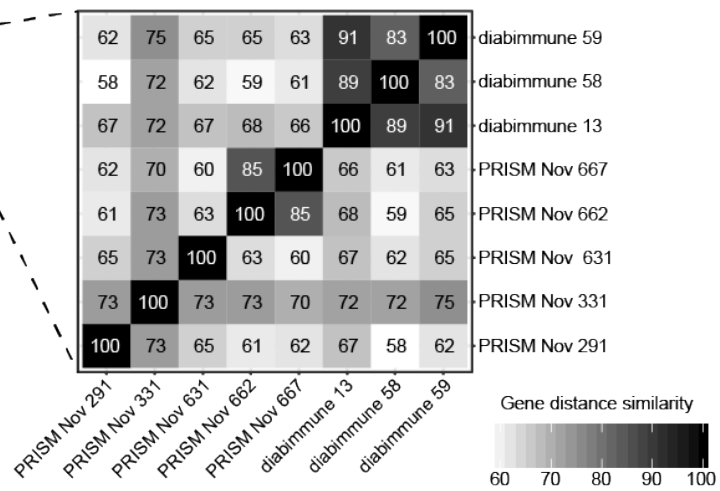 62 75 65 65 63 91 83 100 diabimmune 59
58 72 62 59 61 89 100 83 diabimmune 58
67 72 67 68 66 100 89 91 diabimmune 13
62 70 60 85 100 66 61 63 PRISM Nov 667
61 73 63 100 85 68 59 65 PRISM Nov 662
65 73 100 63 60 67 62 65 PRISM Nov 631
73 100 73 73 70 72 72 75 PRISM Nov 331
100 73 65 61 62 67 58 62 PRISM Nov 291
PRISM Nov 291
PRISM Nov 331
PRISM Nov 631
PRISM Nov 662
PRISM Nov 667
diabimmune 13
diabimmune 58
diabimmune 59
Gene distance similarity
60 70 80 90 100